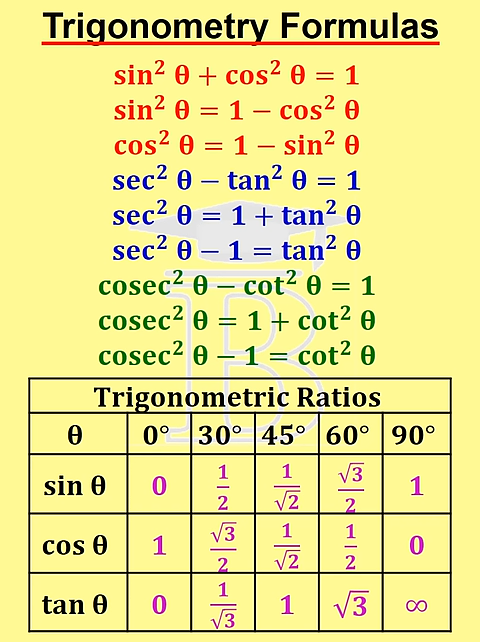 Trigonometry Formulas
sin² θ + cos² θ = 1
sin² θ = 1 − cos² θ
cos² θ = 1 − sin² θ
sec² θ − tan² θ = 1
sec² θ = 1 + tan² θ
sec² θ − 1 = tan² θ
cosec² θ − cot² θ = 1
cosec² θ = 1 + cot² θ
cosec² θ − 1 = cot² θ
Trigonometric Ratios
θ 0° 30° 45° 60° 90°
sin θ 0 1/2 1/√2 √3/2 1
cos θ 1 √3/2 1/√2 1/2 0
tan θ 0 1/√3 1 √3 ∞
B